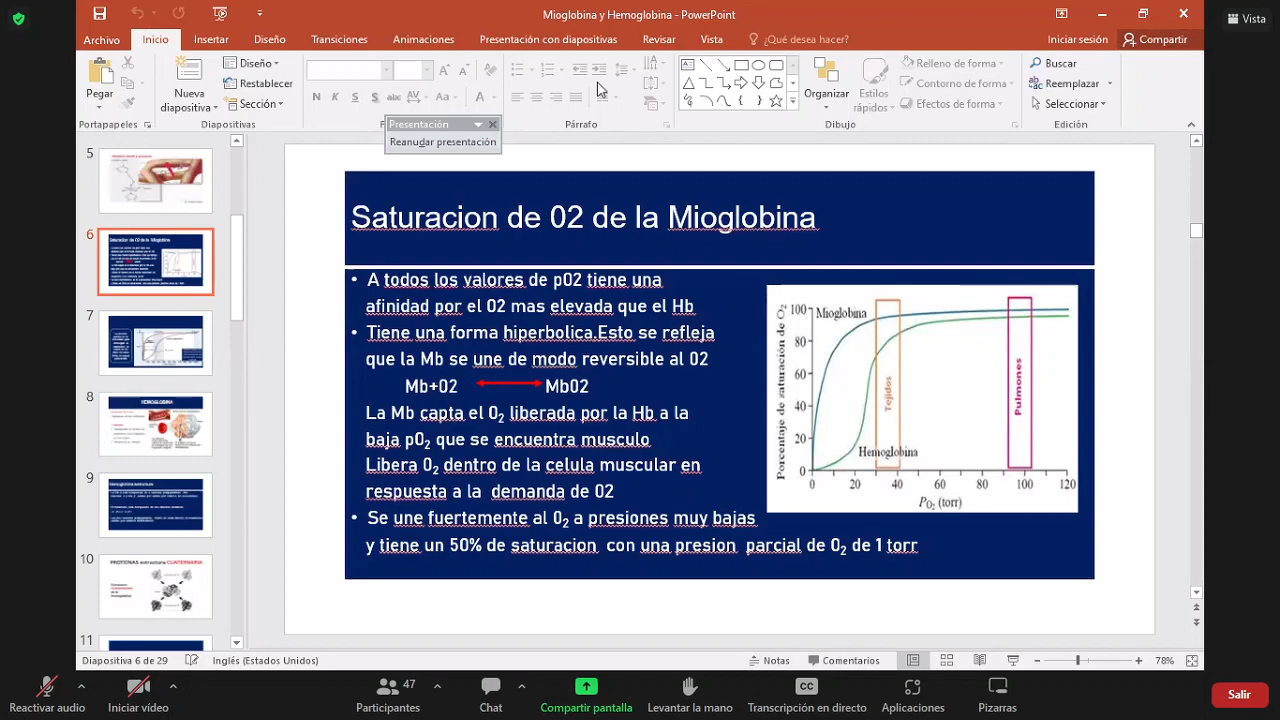 Vista
Mioglobina y Hemoglobina - PowerPoint
Archivo Inicio Insertar Diseño Transiciones Animaciones Presentación con diapositivas Revisar Vista ¿Qué desea hacer? Iniciar sesión Compartir
Pegar
Nueva
diapositiva
Diseño
Restablecer
Sección
N K S S abc AV Aa A
Organizar
Estilos
rápidos
Relleno de forma
Contorno de forma
Efectos de forma
Buscar
Reemplazar
Seleccionar
Portapapeles Diapositivas Párrafo Dibujo Edición
Presentación
Reanudar presentación
5
6
7
8
HEMOGLOBINA
9
10
PROTEINAS estructura CUATERNARIA
11
Saturacion de 02 de la Mioglobina
• A todos los valores de p02 tiene una
afinidad por el 02 mas elevada que el Hb
• Tiene una forma hiperbolica.Esto se refleja
que la Mb se une de modo reversible al 02
Mb+02 Mb02
La Mb capta el 0₂ liberada por la Hb a la
baja p0₂ que se encuentra musculo
Libera 0₂ dentro de la celula muscular en
respuesta a la demanda de 02
• Se une fuertemente al 0₂ a presiones muy bajas
y tiene un 50% de saturacion con una presion parcial de 0₂ de 1 torr
Porcentaje de saturación de O₂
100
80
60
40
20
0
Mioglobina
Tejidos
Pulmones
Hemoglobina
0 20 40 60 80 100 120
PO₂ (torr)
Diapositiva 6 de 29 Inglés (Estados Unidos) Notas Comentarios 78%
47
CC
Reactivar audio Iniciar vídeo Participantes Chat Compartir pantalla Levantar la mano Transcripción en directo Aplicaciones Pizarras
Salir